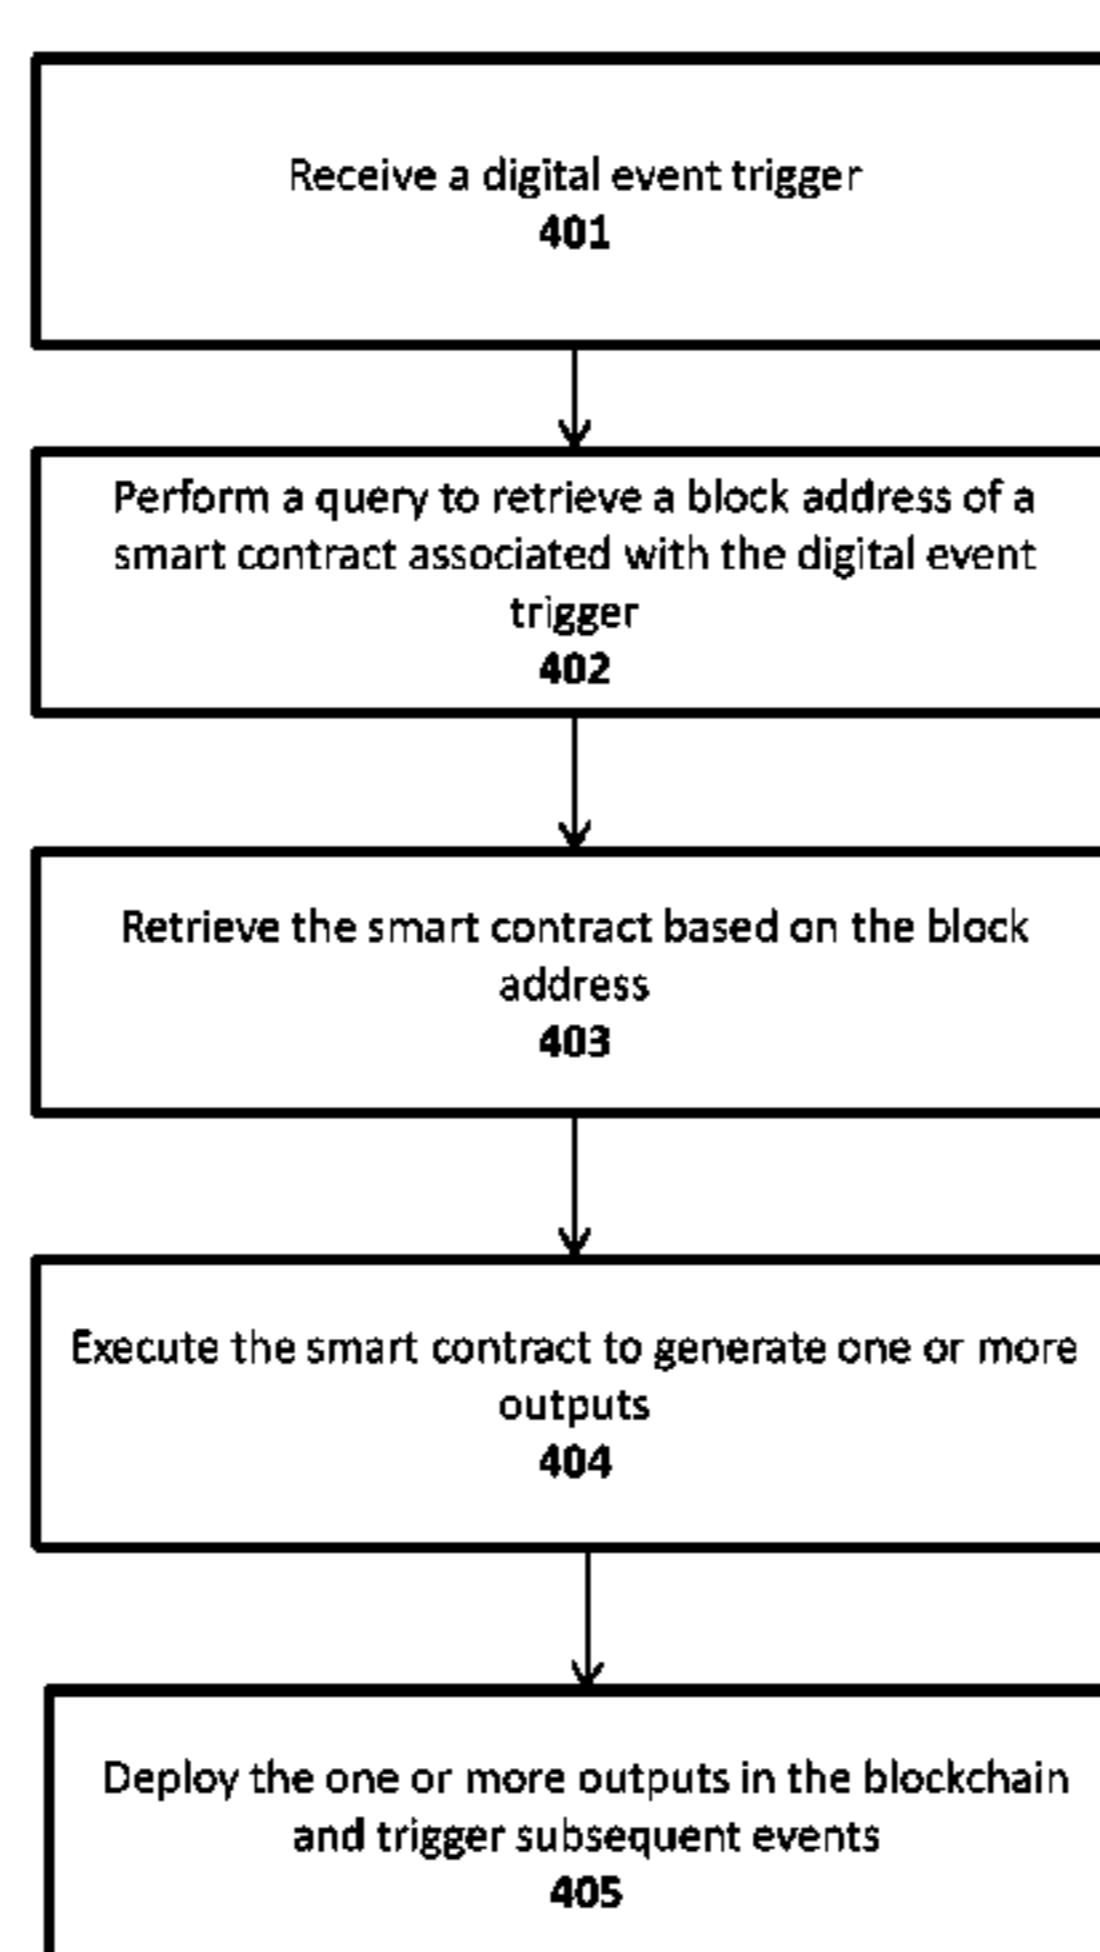 Receive a digital event trigger
401
Perform a query to retrieve a block address of a
smart contract associated with the digital event
trigger
402
Retrieve the smart contract based on the block
address
403
Execute the smart contract to generate one or more
outputs
404
Deploy the one or more outputs in the blockchain
and trigger subsequent events
405